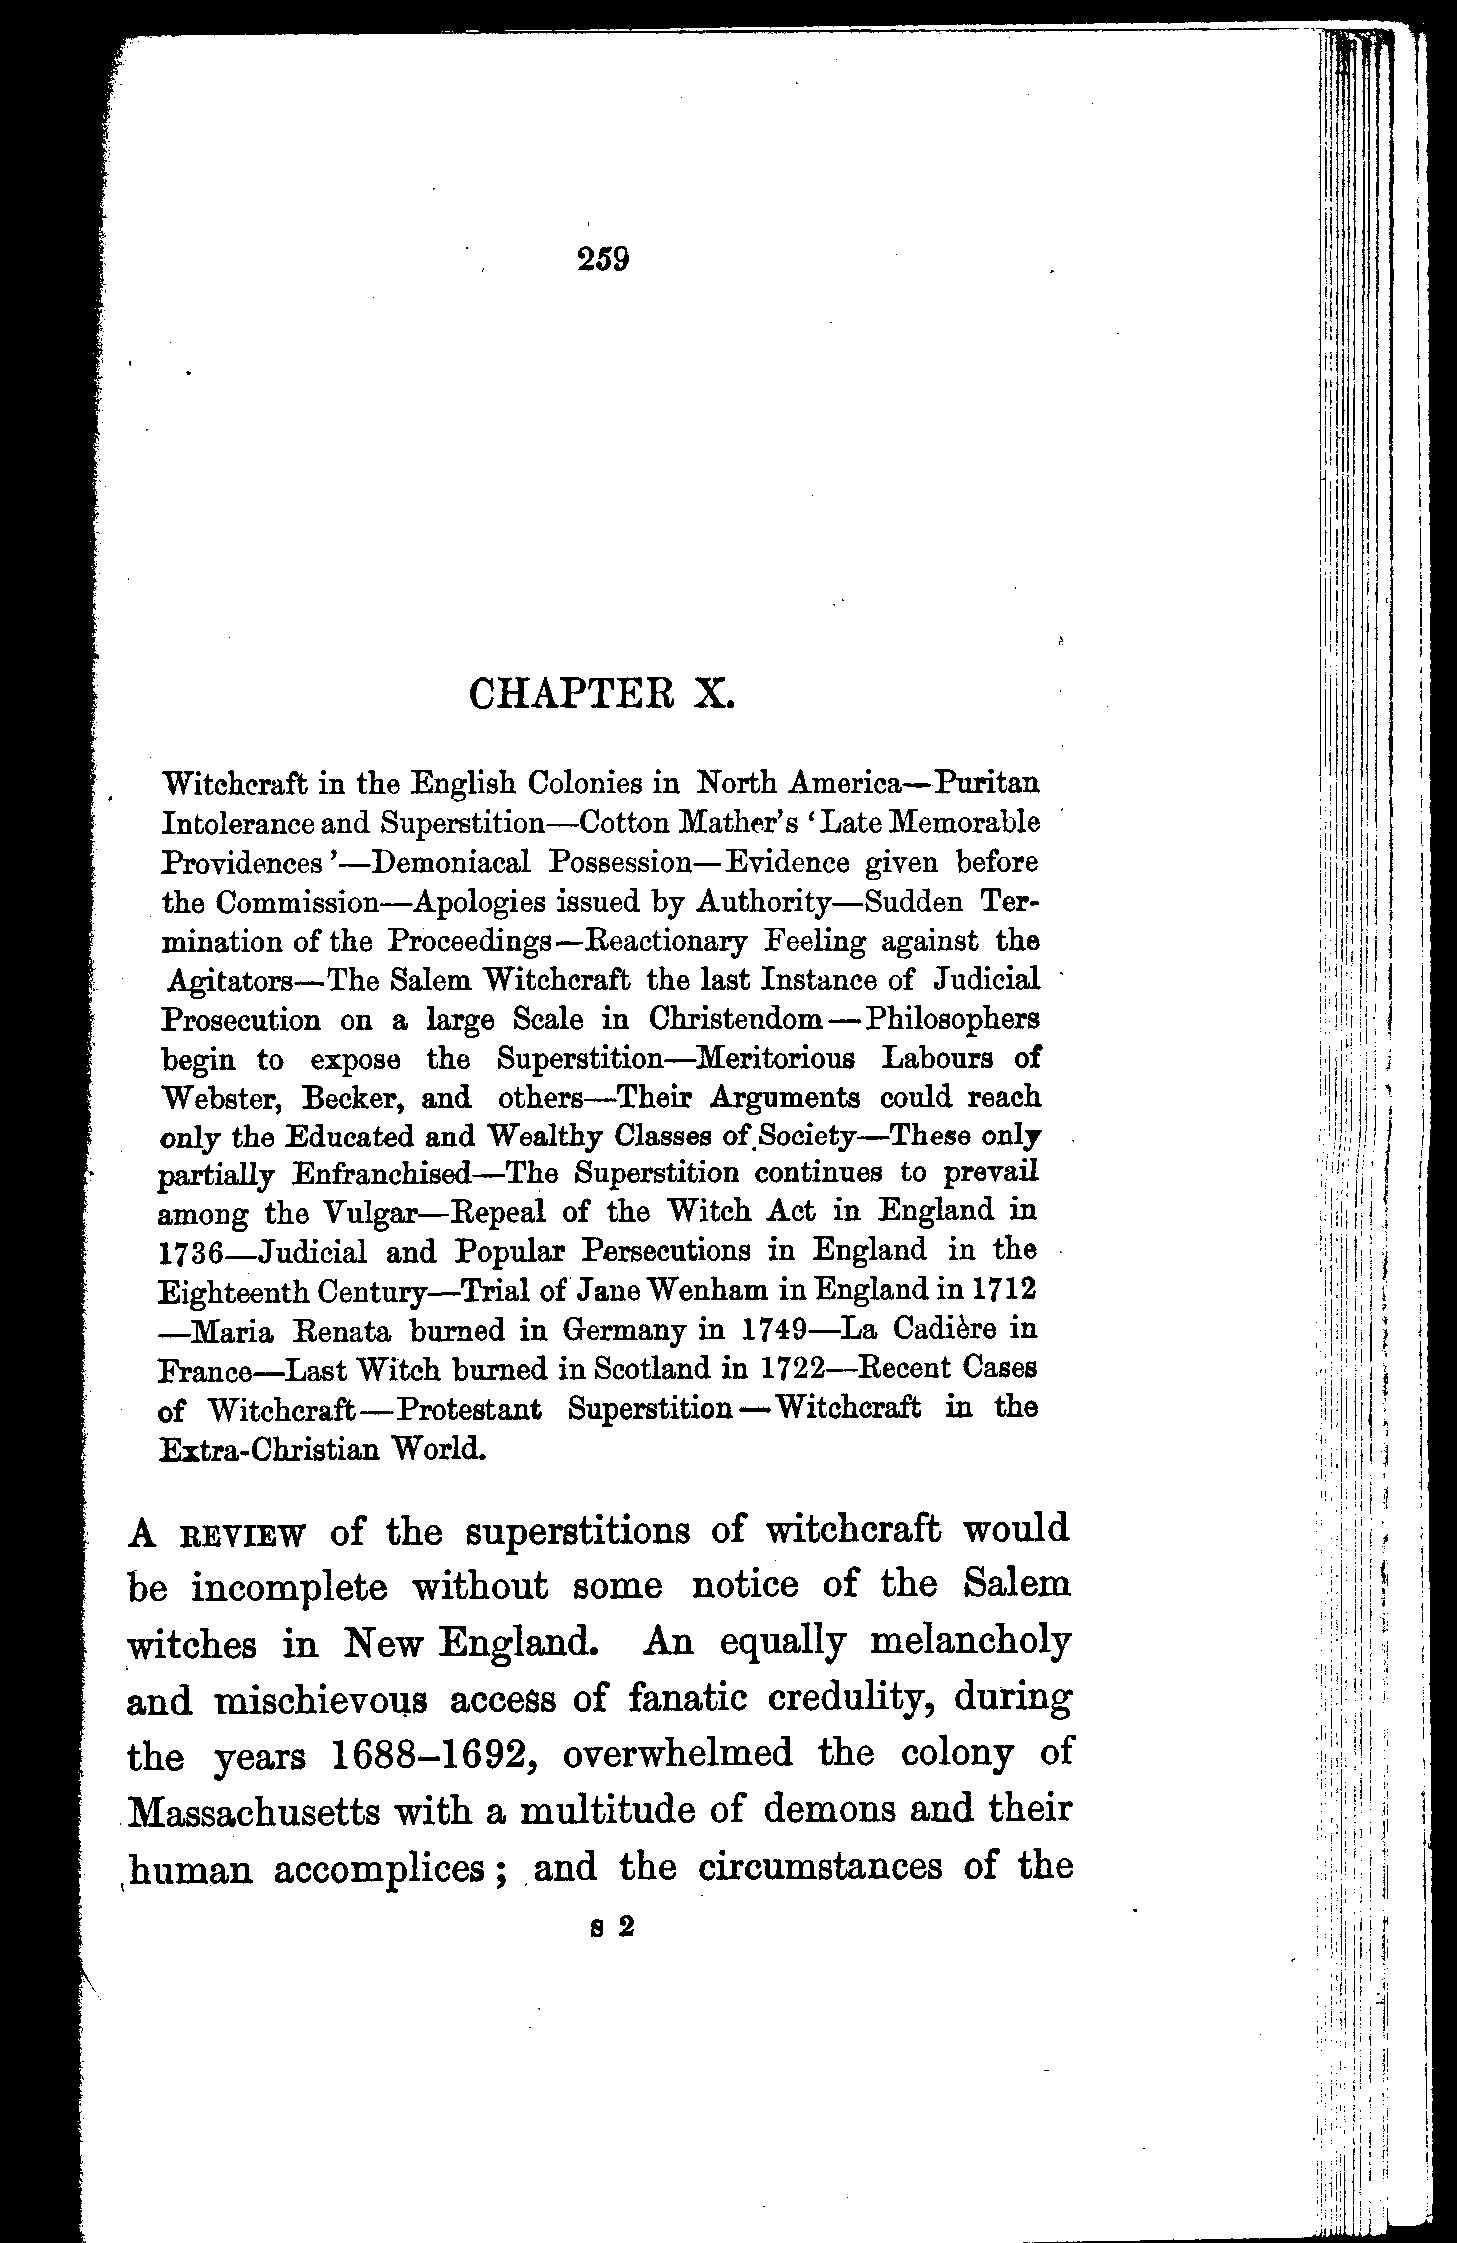 259
CHAPTER X.
Witchcraft in the English Colonies in North America—Puritan
Intolerance and Superstition—Cotton Mather's 'Late Memorable
Providences'—Demoniacal Possession—Evidence given before
the Commission—Apologies issued by Authority—Sudden Ter-
mination of the Proceedings—Reactionary Feeling against the
Agitators—The Salem Witchcraft the last Instance of Judicial
Prosecution on a large Scale in Christendom—Philosophers
begin to expose the Superstition—Meritorious Labours of
Webster, Becker, and others—Their Arguments could reach
only the Educated and Wealthy Classes of Society—These only
partially Enfranchised—The Superstition continues to prevail
among the Vulgar—Repeal of the Witch Act in England in
1736—Judicial and Popular Persecutions in England in the
Eighteenth Century—Trial of Jane Wenham in England in 1712
—Maria Renata burned in Germany in 1749—La Cadière in
France—Last Witch burned in Scotland in 1722—Recent Cases
of Witchcraft—Protestant Superstition—Witchcraft in the
Extra-Christian World.
A REVIEW of the superstitions of witchcraft would
be incomplete without some notice of the Salem
witches in New England. An equally melancholy
and mischievous access of fanatic credulity, during
the years 1688–1692, overwhelmed the colony of
Massachusetts with a multitude of demons and their
human accomplices; and the circumstances of the
S 2